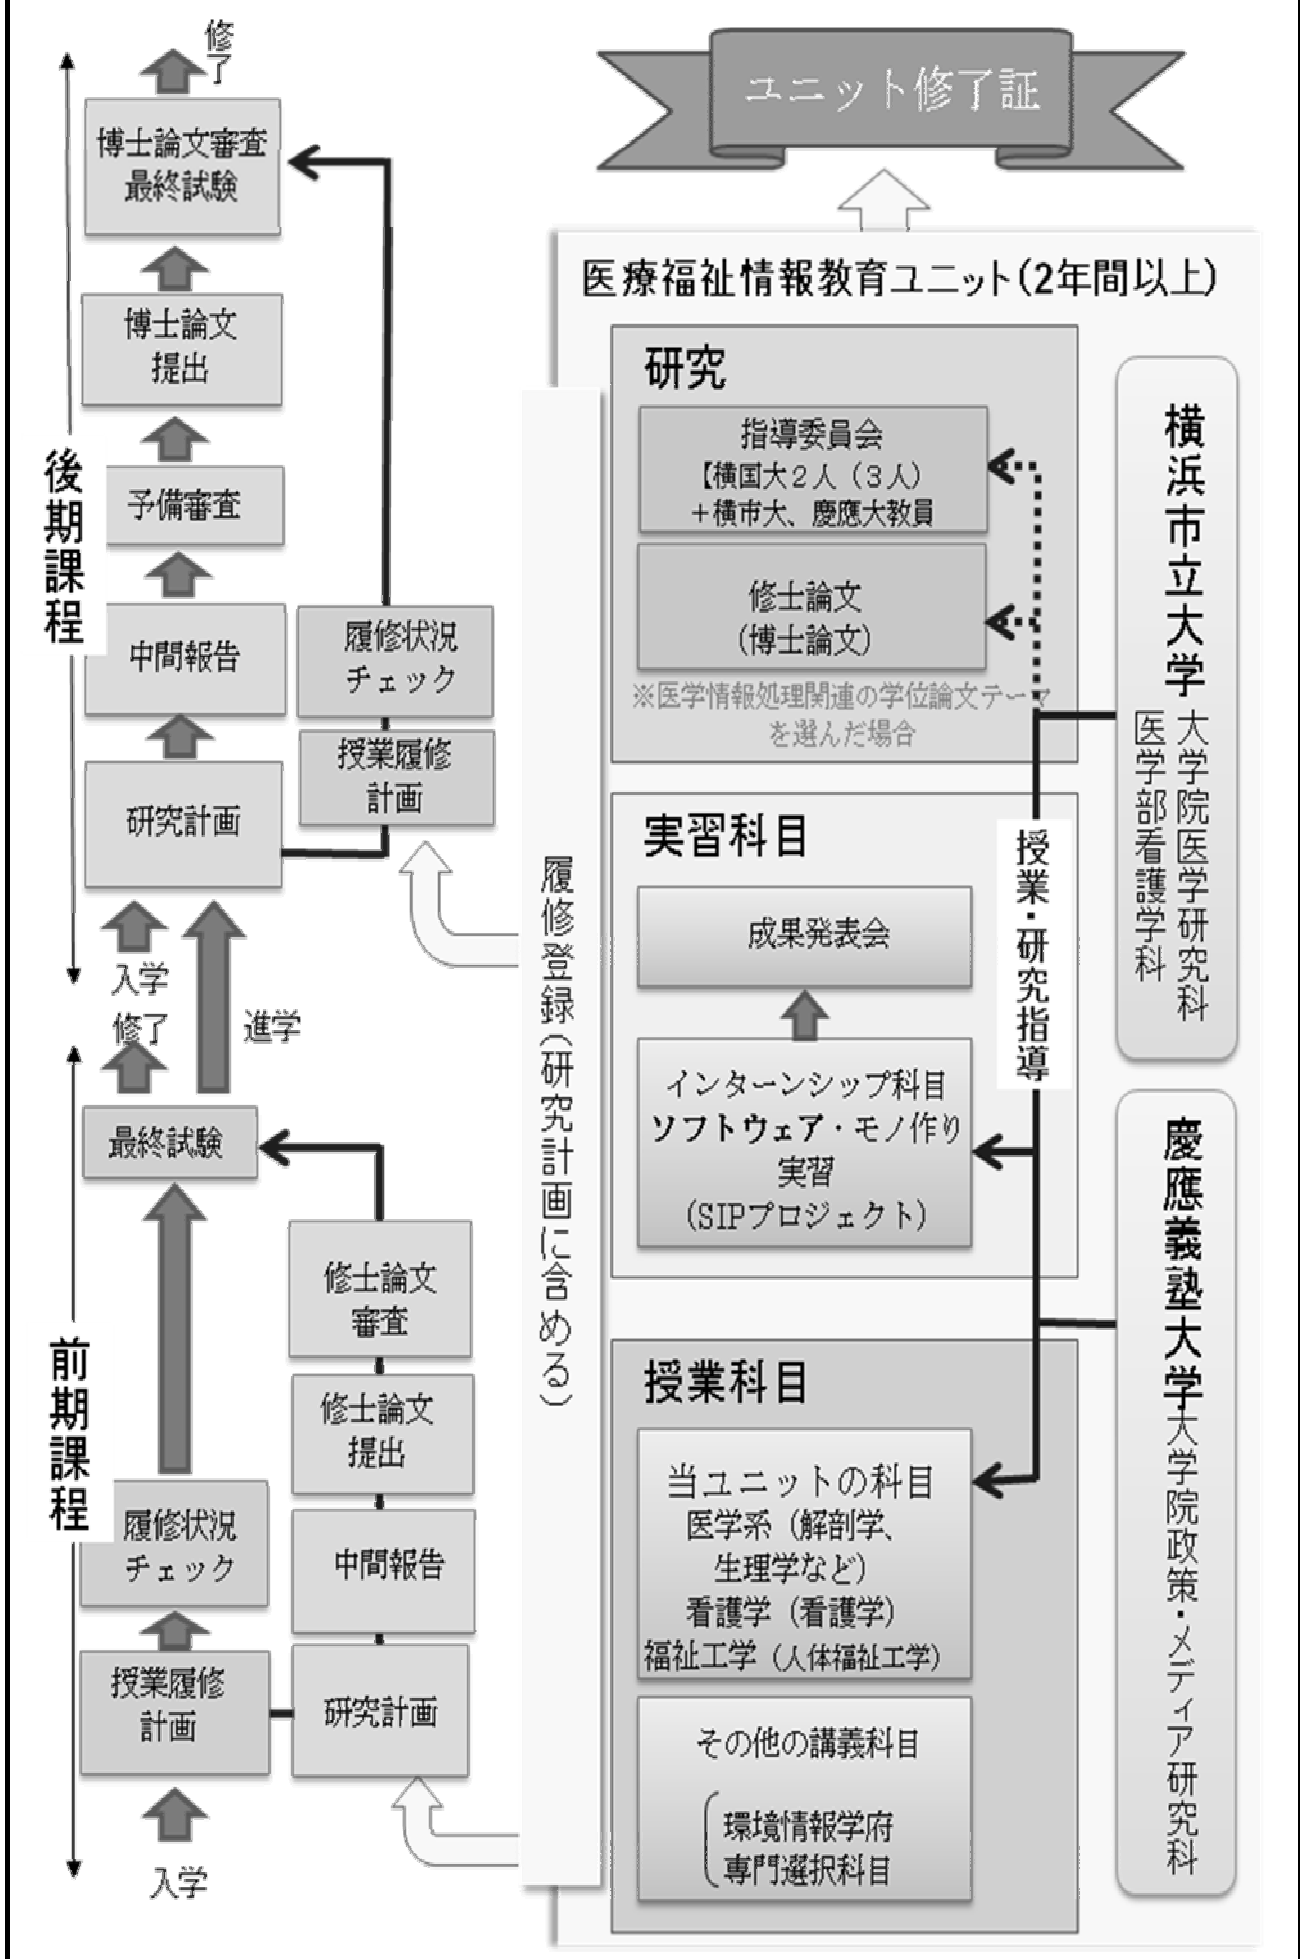 修了
博士論文審査
最終試験
博士論文
提出
予備審査
中間報告
研究計画
履修状況
チェック
授業履修
計画
後期課程
入学
修了
進学
最終試験
修士論文
審査
修士論文
提出
中間報告
研究計画
履修状況
チェック
授業履修
計画
入学
前期課程
履修登録(研究計画に含める)
ユニット修了証
医療福祉情報教育ユニット(2年間以上)
研究
指導委員会
【横国大２人（３人）
＋横市大、慶應大教員
修士論文
(博士論文)
※医学情報処理関連の学位論文テーマ
を選んだ場合
実習科目
成果発表会
インターンシップ科目
ソフトウェア・モノ作り
実習
(SIPプロジェクト)
授業科目
当ユニットの科目
医学系（解剖学、
生理学など)
看護学（看護学)
福祉工学（人体福祉工学)
その他の講義科目
環境情報学府
専門選択科目
授業・研究指導
横浜市立大学
大学院医学研究科
医学部看護学科
慶應義塾大学
大学院政策・メディア研究科